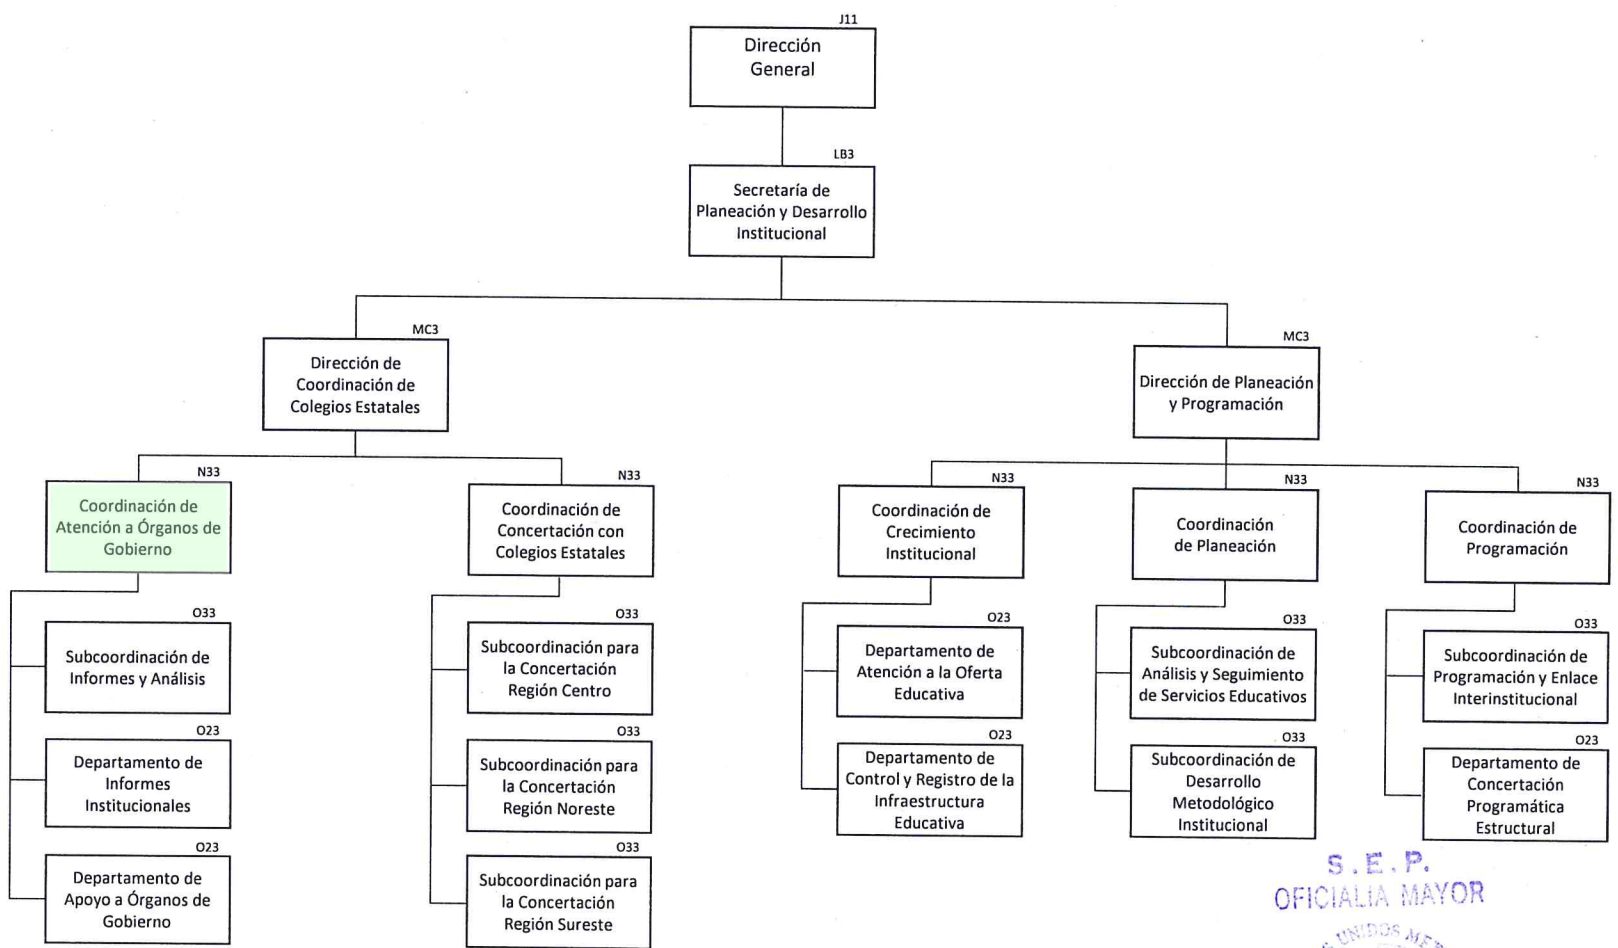 J11
Dirección
General
LB3
Secretaría de
Planeación y Desarrollo
Institucional
MC3
Dirección de
Coordinación de
Colegios Estatales
MC3
Dirección de Planeación
y Programación
N33
Coordinación de
Atención a Órganos de
Gobierno
N33
Coordinación de
Concertación con
Colegios Estatales
N33
Coordinación de
Crecimiento
Institucional
N33
Coordinación
de Planeación
N33
Coordinación de
Programación
O33
Subcoordinación de
Informes y Análisis
O23
Departamento de
Informes
Institucionales
O23
Departamento de
Apoyo a Órganos de
Gobierno
O33
Subcoordinación para
la Concertación
Región Centro
O33
Subcoordinación para
la Concertación
Región Noreste
O33
Subcoordinación para
la Concertación
Región Sureste
O23
Departamento de
Atención a la Oferta
Educativa
O23
Departamento de
Control y Registro de la
Infraestructura
Educativa
O33
Subcoordinación de
Análisis y Seguimiento
de Servicios Educativos
O33
Subcoordinación de
Desarrollo
Metodológico
Institucional
O33
Subcoordinación de
Programación y Enlace
Interinstitucional
O23
Departamento de
Concertación
Programática
Estructural
S.E.P.
OFICIALIA MAYOR
UNIDOS